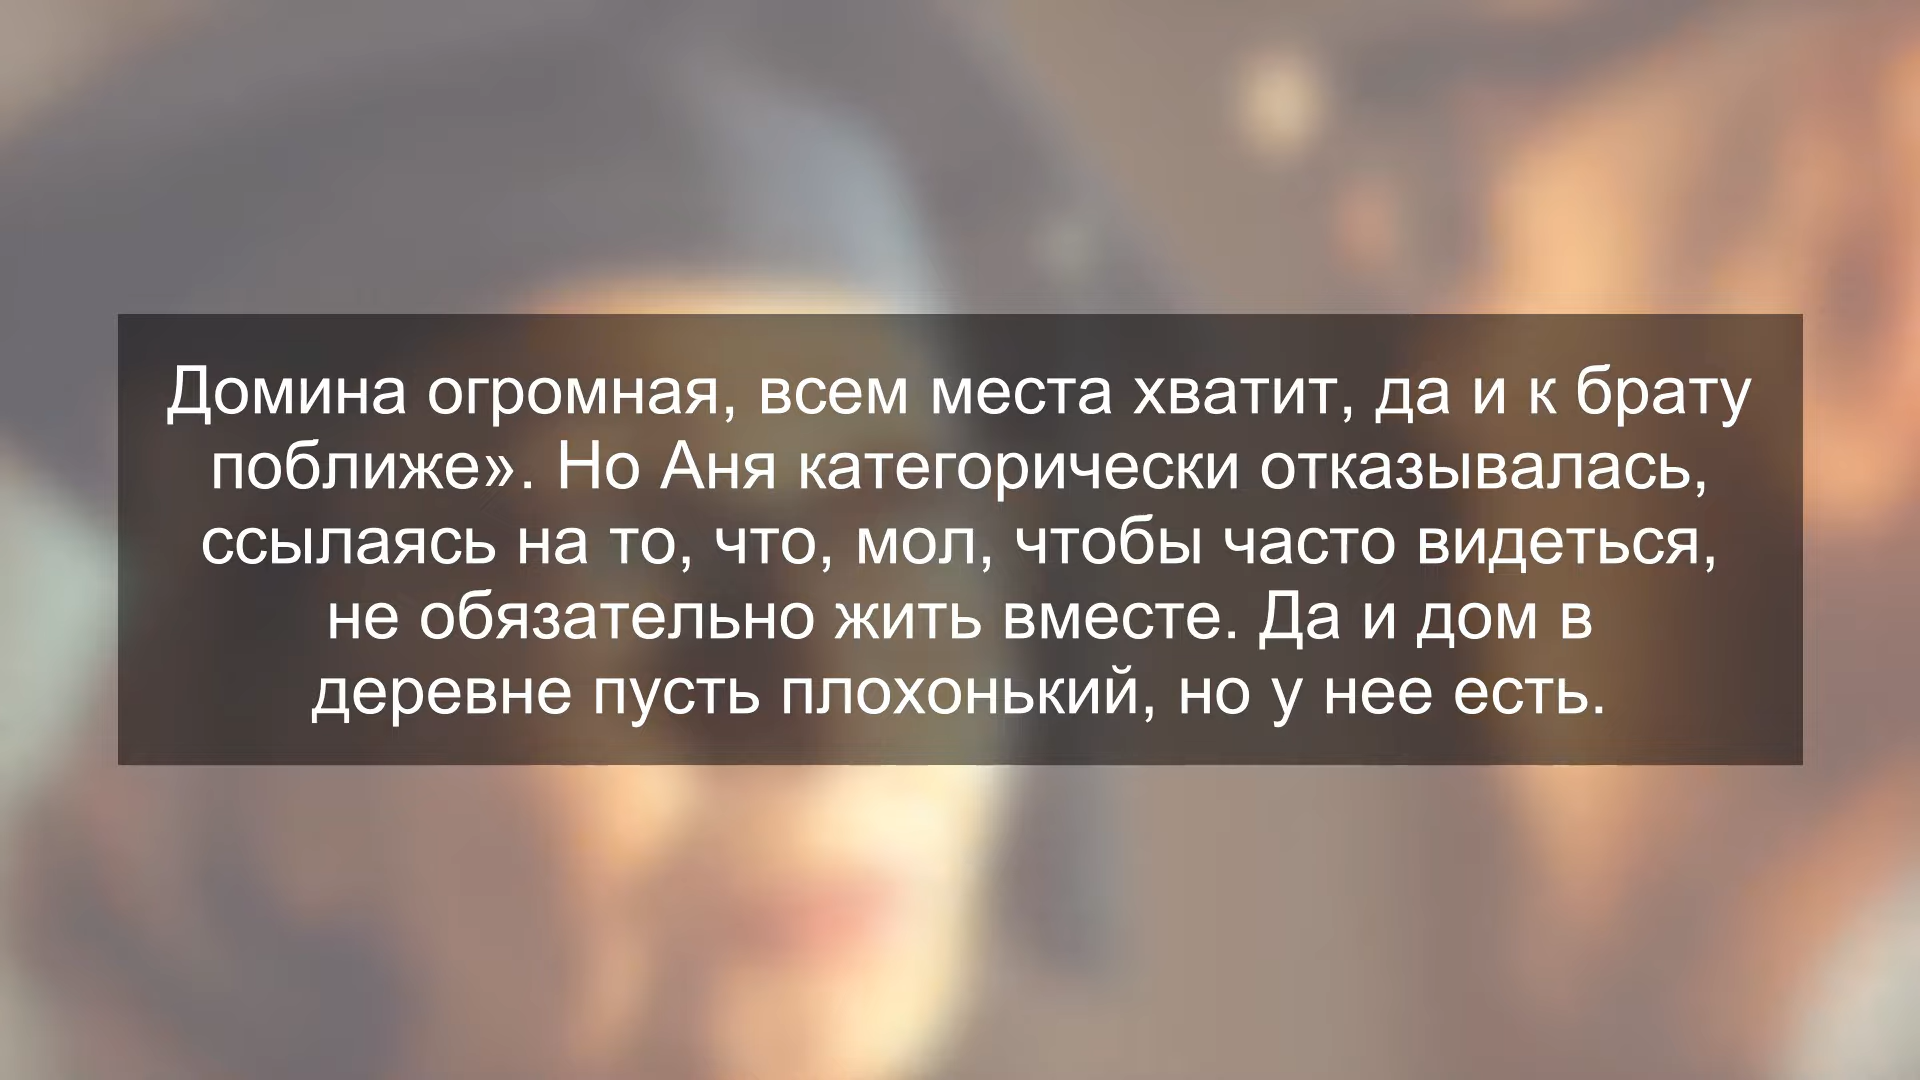 Домина огромная, всем места хватит, да и к брату
поближе». Но Аня категорически отказывалась,
ссылаясь на то, что, мол, чтобы часто видеться,
не обязательно жить вместе. Да и дом в
деревне пусть плохонький, но у нее есть.